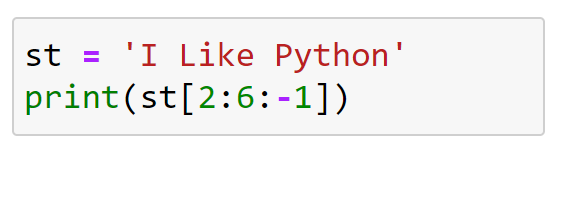 st = 'I Like Python'
print(st[2:6:-1])